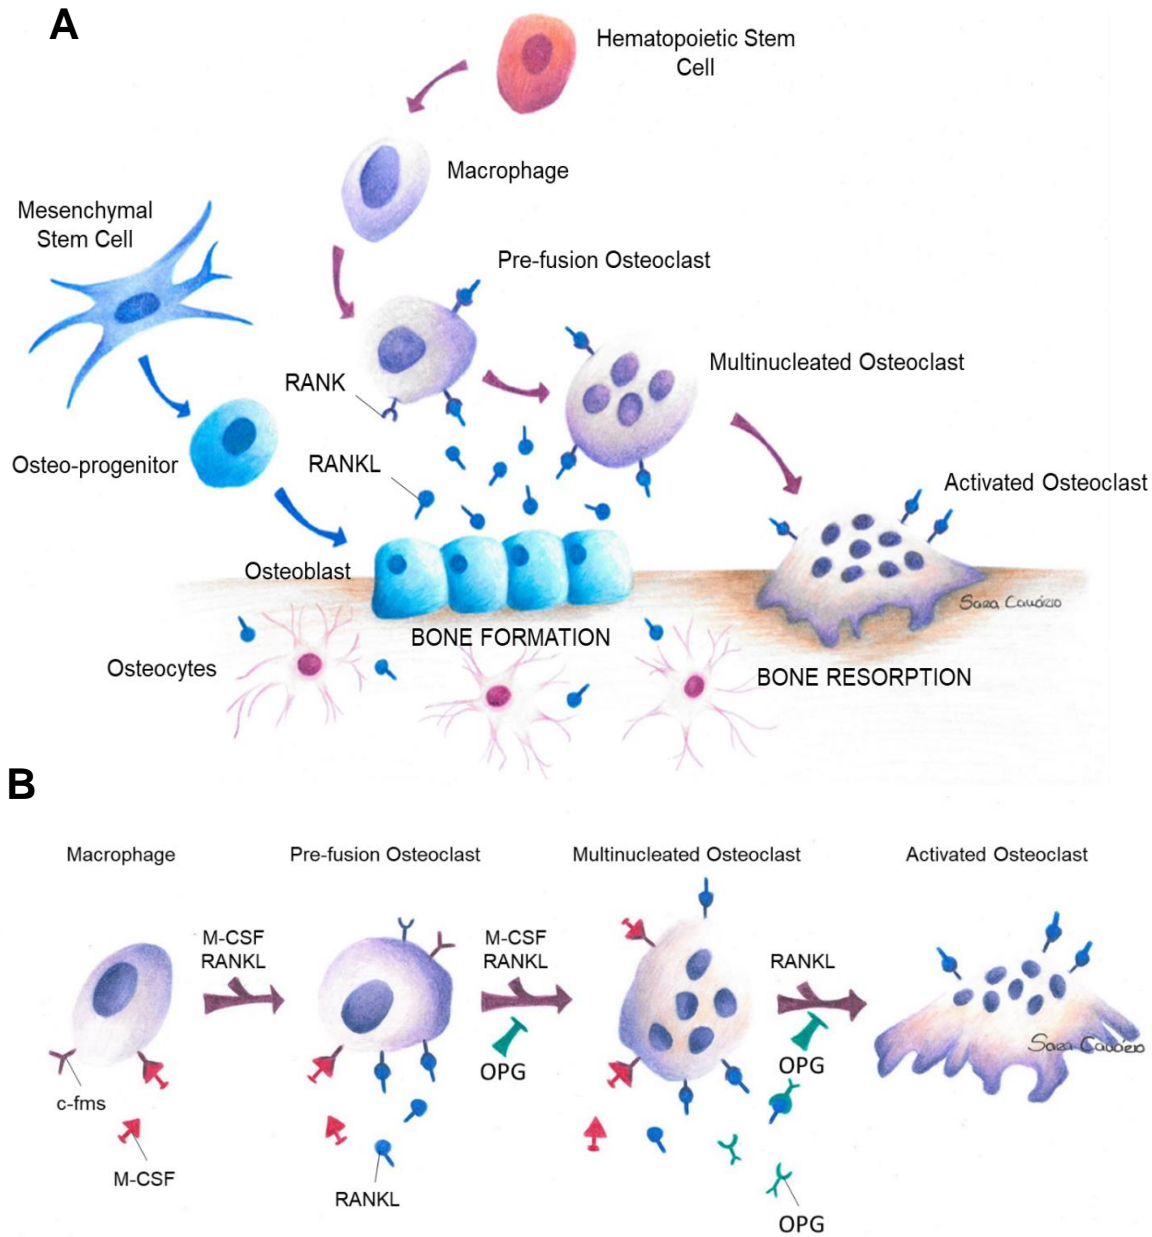 A
Hematopoietic Stem
Cell
Macrophage
Mesenchymal
Stem Cell
Pre-fusion Osteoclast
Multinucleated Osteoclast
RANK
Osteo-progenitor
RANKL
Activated Osteoclast
Osteoblast
BONE FORMATION
Osteocytes
BONE RESORPTION
B
Macrophage
Pre-fusion Osteoclast
Multinucleated Osteoclast
Activated Osteoclast
M-CSF
RANKL
M-CSF
RANKL
RANKL
OPG
OPG
c-fms
M-CSF
RANKL
OPG